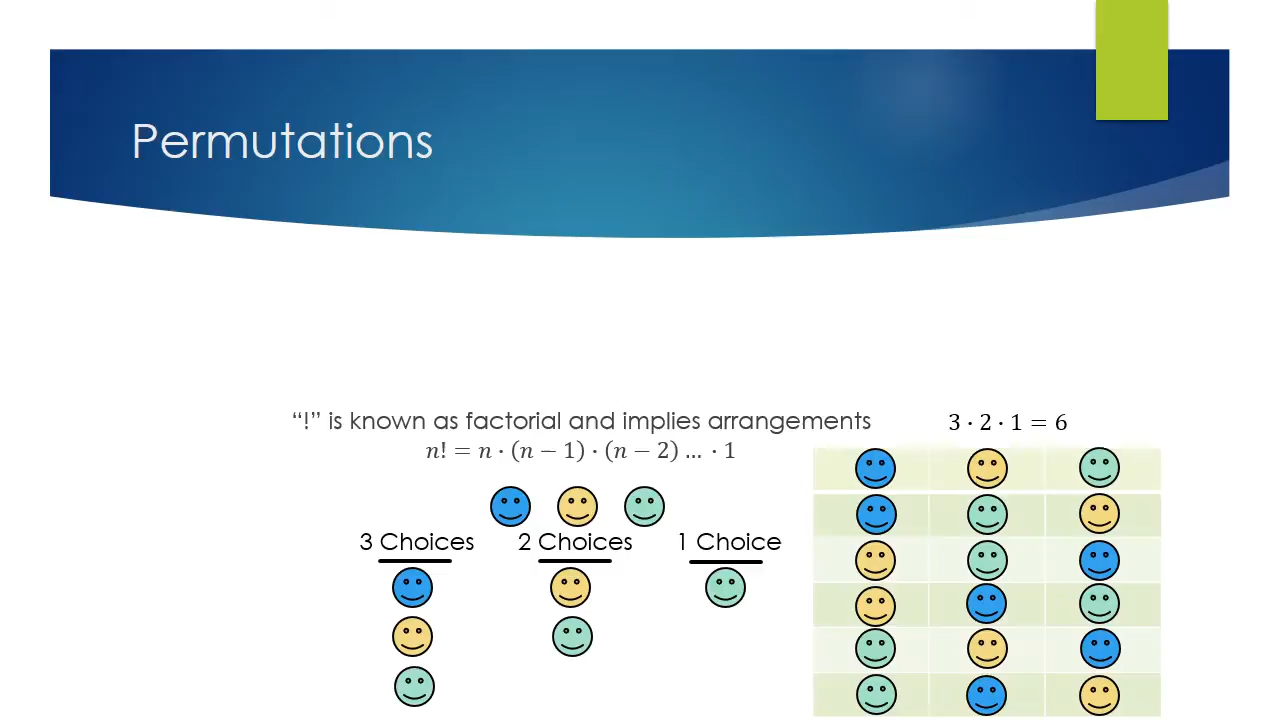 Permutations
“!” is known as factorial and implies arrangements
𝑛! = 𝑛 · (𝑛 − 1) · (𝑛 − 2) … · 1
3 · 2 · 1 = 6
3 Choices 2 Choices 1 Choice